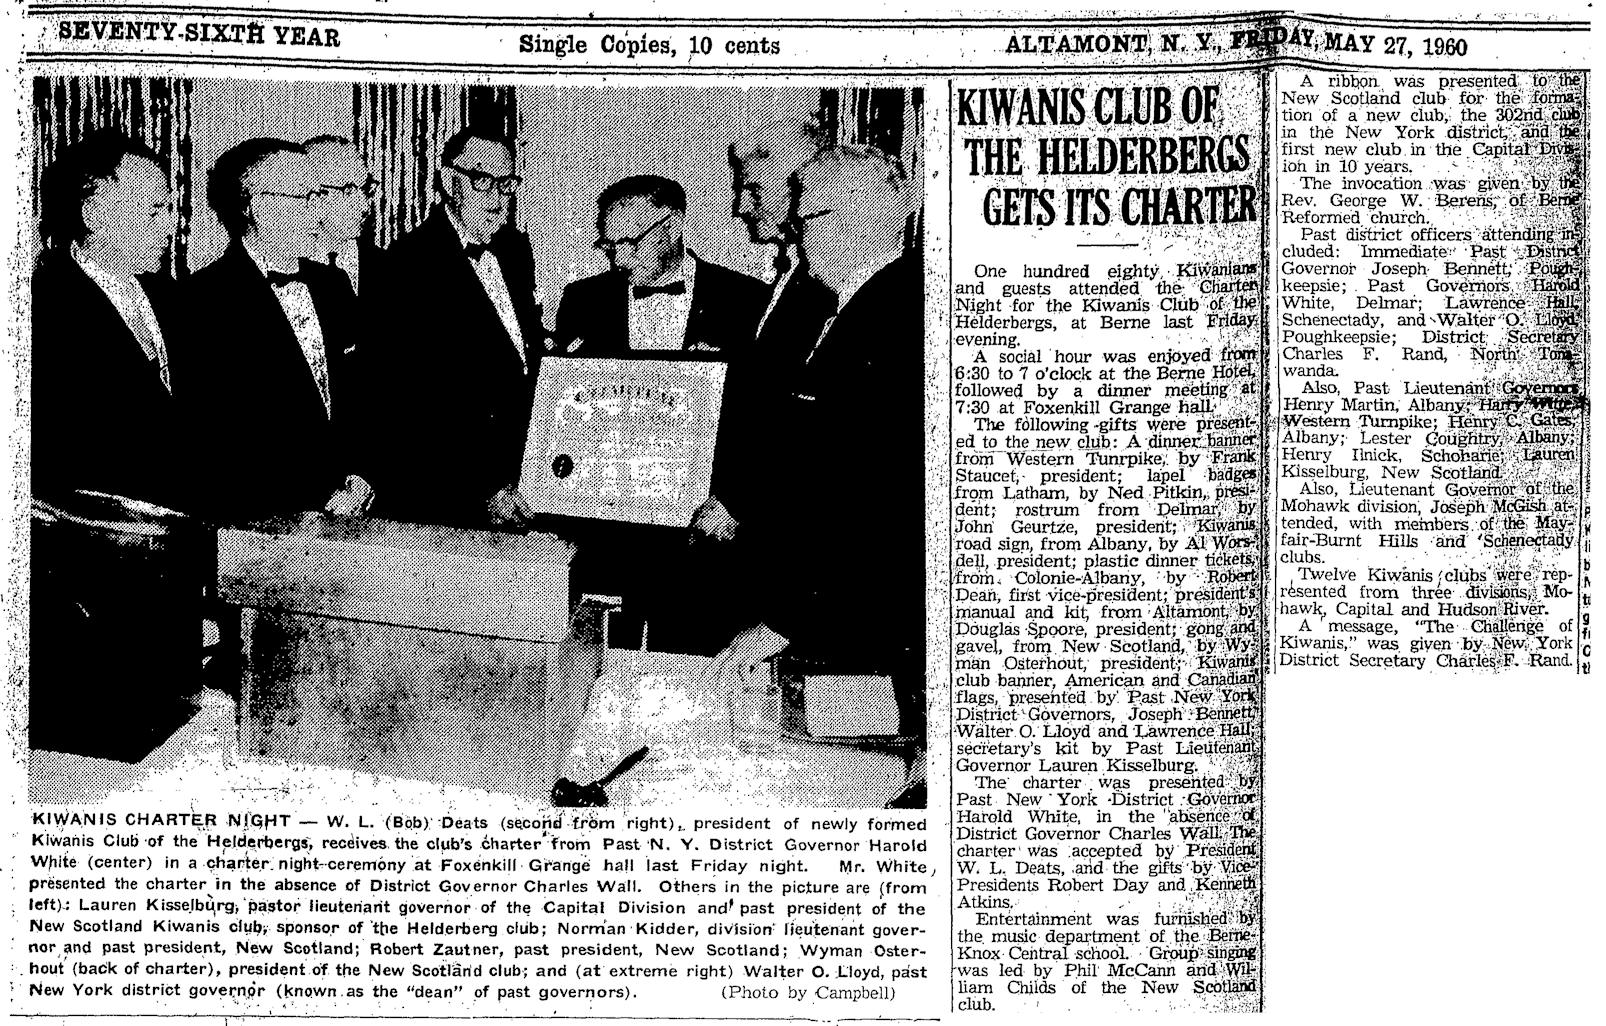 SEVENTY-SIXTH YEAR
Single Copies, 10 cents
ALTAMONT, N. Y., FRIDAY, MAY 27, 1960
KIWANIS CHARTER NIGHT — W. L. (Bob) Deats (second from right), president of newly formed
Kiwanis Club of the Helderbergs, receives the club's charter from Past N. Y. District Governor Harold
White (center) in a charter night ceremony at Foxenkill Grange hall last Friday night. Mr. White
presented the charter in the absence of District Governor Charles Wall. Others in the picture are (from
left): Lauren Kisselburg, pastor lieutenant governor of the Capital Division and past president of the
New Scotland Kiwanis club, sponsor of the Helderberg club; Norman Kidder, division lieutenant gover-
nor and past president, New Scotland; Robert Zautner, past president, New Scotland; Wyman Oster-
hout (back of charter), president of the New Scotland club; and (at extreme right) Walter O. Lloyd, past
New York district governor (known as the "dean" of past governors). (Photo by Campbell)
KIWANIS CLUB OF
THE HELDERBERGS
GETS ITS CHARTER
One hundred eighty Kiwanians
and guests attended the Charter
Night for the Kiwanis Club of the
Helderbergs, at Berne last Friday
evening.
A social hour was enjoyed from
6:30 to 7 o'clock at the Berne Hotel,
followed by a dinner meeting at
7:30 at Foxenkill Grange hall.
The following gifts were present-
ed to the new club: A dinner banner
from Western Tunrpike, by Frank
Staucet, president; lapel badges
from Latham, by Ned Pitkin, presi-
dent; rostrum from Delmar, by
John Geurtze, president; Kiwanis
road sign, from Albany, by Al Wors-
dell, president; plastic dinner tickets,
from Colonie-Albany, by Robert
Dean, first vice-president; president's
manual and kit, from Altamont, by
Douglas Spoore, president; gong and
gavel, from New Scotland, by Wy-
man Osterhout, president; Kiwanis
club banner, American and Canadian
flags, presented by Past New York
District Governors, Joseph Bennett,
Walter O. Lloyd and Lawrence Hall;
secretary's kit by Past Lieutenant
Governor Lauren Kisselburg.
The charter was presented by
Past New York District Governor
Harold White, in the absence of
District Governor Charles Wall. The
charter was accepted by President
W. L. Deats, and the gifts by Vice-
Presidents Robert Day and Kenneth
Atkins.
Entertainment was furnished by
the music department of the Berne-
Knox Central school. Group singing
was led by Phil McCann and Wil-
liam Childs of the New Scotland
club.
A ribbon was presented to the
New Scotland club for the forma-
tion of a new club, the 302nd club
in the New York district, and the
first new club in the Capital Divis-
ion in 10 years.
The invocation was given by the
Rev. George W. Berens, of Berne
Reformed church.
Past district officers attending in-
cluded: Immediate Past District
Governor Joseph Bennett, Pough-
keepsie; Past Governors, Harold
White, Delmar; Lawrence Hall,
Schenectady, and Walter O. Lloyd,
Poughkeepsie; District Secretary
Charles F. Rand, North Tona-
wanda.
Also, Past Lieutenant Governors
Henry Martin, Albany; Harry
Western Turnpike; Henry C. Gates,
Albany; Lester Coughtry, Albany;
Henry Ilnick, Schoharie; Lauren
Kisselburg, New Scotland.
Also, Lieutenant Governor of the
Mohawk division, Joseph McGish at-
tended, with members of the May-
fair-Burnt Hills and Schenectady
clubs.
Twelve Kiwanis clubs were rep-
resented from three divisions, Mo-
hawk, Capital and Hudson River.
A message, "The Challenge of
Kiwanis," was given by New York
District Secretary Charles F. Rand.